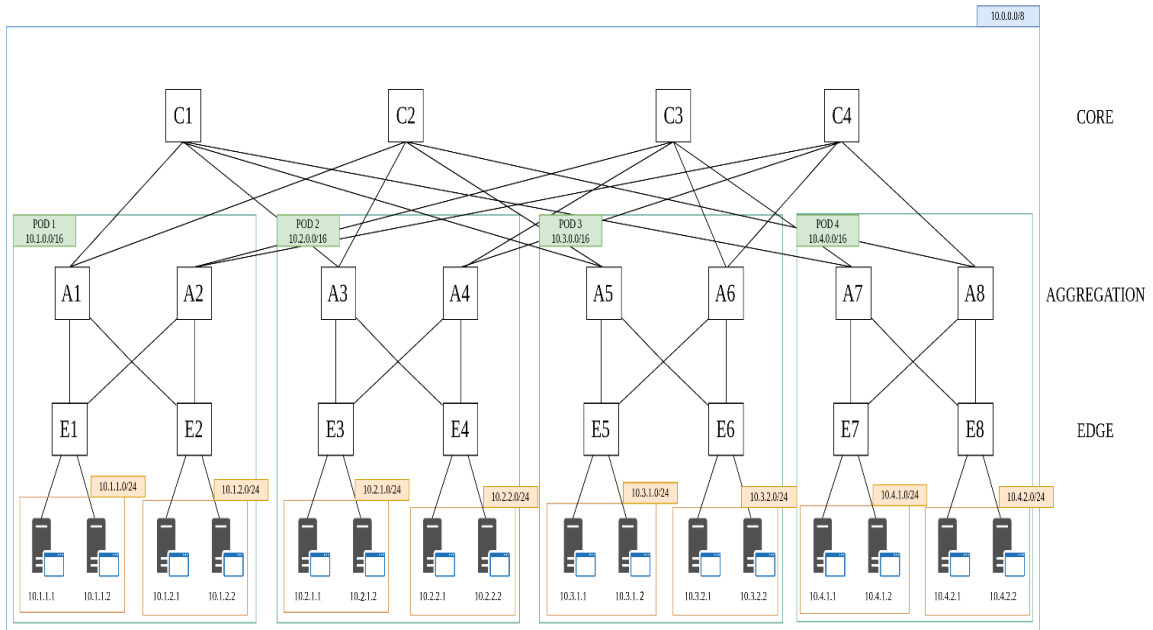 10.0.0.0/8
C1
C2
C3
C4
CORE
POD 1
10.1.0.0/16
POD 2
10.2.0.0/16
POD 3
10.3.0.0/16
POD 4
10.4.0.0/16
A1
A2
A3
A4
A5
A6
A7
A8
AGGREGATION
E1
E2
E3
E4
E5
E6
E7
E8
EDGE
10.1.1.0/24
10.1.2.0/24
10.2.1.0/24
10.2.2.0/24
10.3.1.0/24
10.3.2.0/24
10.4.1.0/24
10.4.2.0/24
10.1.1.1
10.1.1.2
10.1.2.1
10.1.2.2
10.2.1.1
10.2.1.2
10.2.2.1
10.2.2.2
10.3.1.1
10.3.1.2
10.3.2.1
10.3.2.2
10.4.1.1
10.4.1.2
10.4.2.1
10.4.2.2